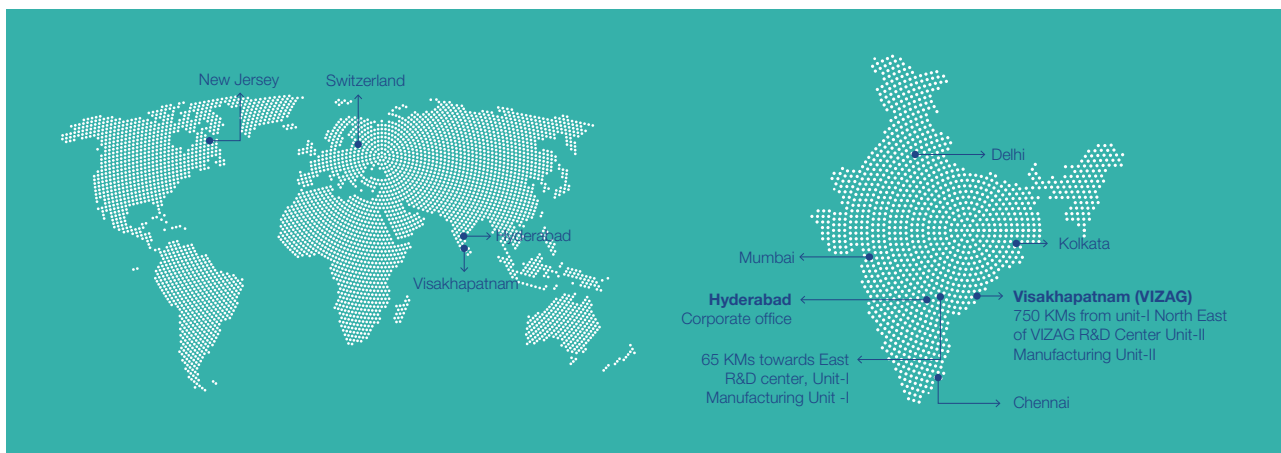 New Jersey
Switzerland
Hyderabad
Visakhapatnam
Delhi
Kolkata
Mumbai
Hyderabad
Corporate office
Visakhapatnam (VIZAG)
750 KMs from unit-I North East
of VIZAG R&D Center Unit-II
Manufacturing Unit-II
65 KMs towards East
R&D center, Unit-I
Manufacturing Unit -I
Chennai